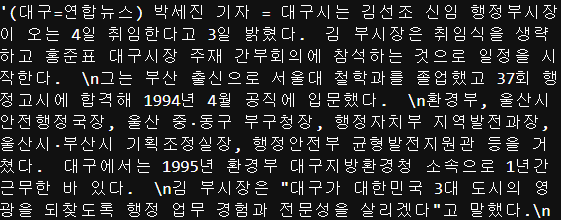 '(대구=연합뉴스) 박세진 기자 = 대구시는 김선조 신임 행정부시장
이 오는 4일 취임한다고 3일 밝혔다.  김 부시장은 취임식을 생략
하고 홍준표 대구시장 주재 간부회의에 참석하는 것으로 일정을 시
작한다.  \n그는 부산 출신으로 서울대 철학과를 졸업했고 37회 행
정고시에 합격해 1994년 4월 공직에 입문했다.  \n환경부, 울산시
안전행정국장, 울산 중·동구 부구청장, 행정자치부 지역발전과장,
울산시·부산시 기획조정실장, 행정안전부 균형발전지원관 등을 거
쳤다.  대구에서는 1995년 환경부 대구지방환경청 소속으로 1년간
근무한 바 있다.  \n김 부시장은 "대구가 대한민국 3대 도시의 영
광을 되찾도록 행정 업무 경험과 전문성을 살리겠다"고 말했다.\n